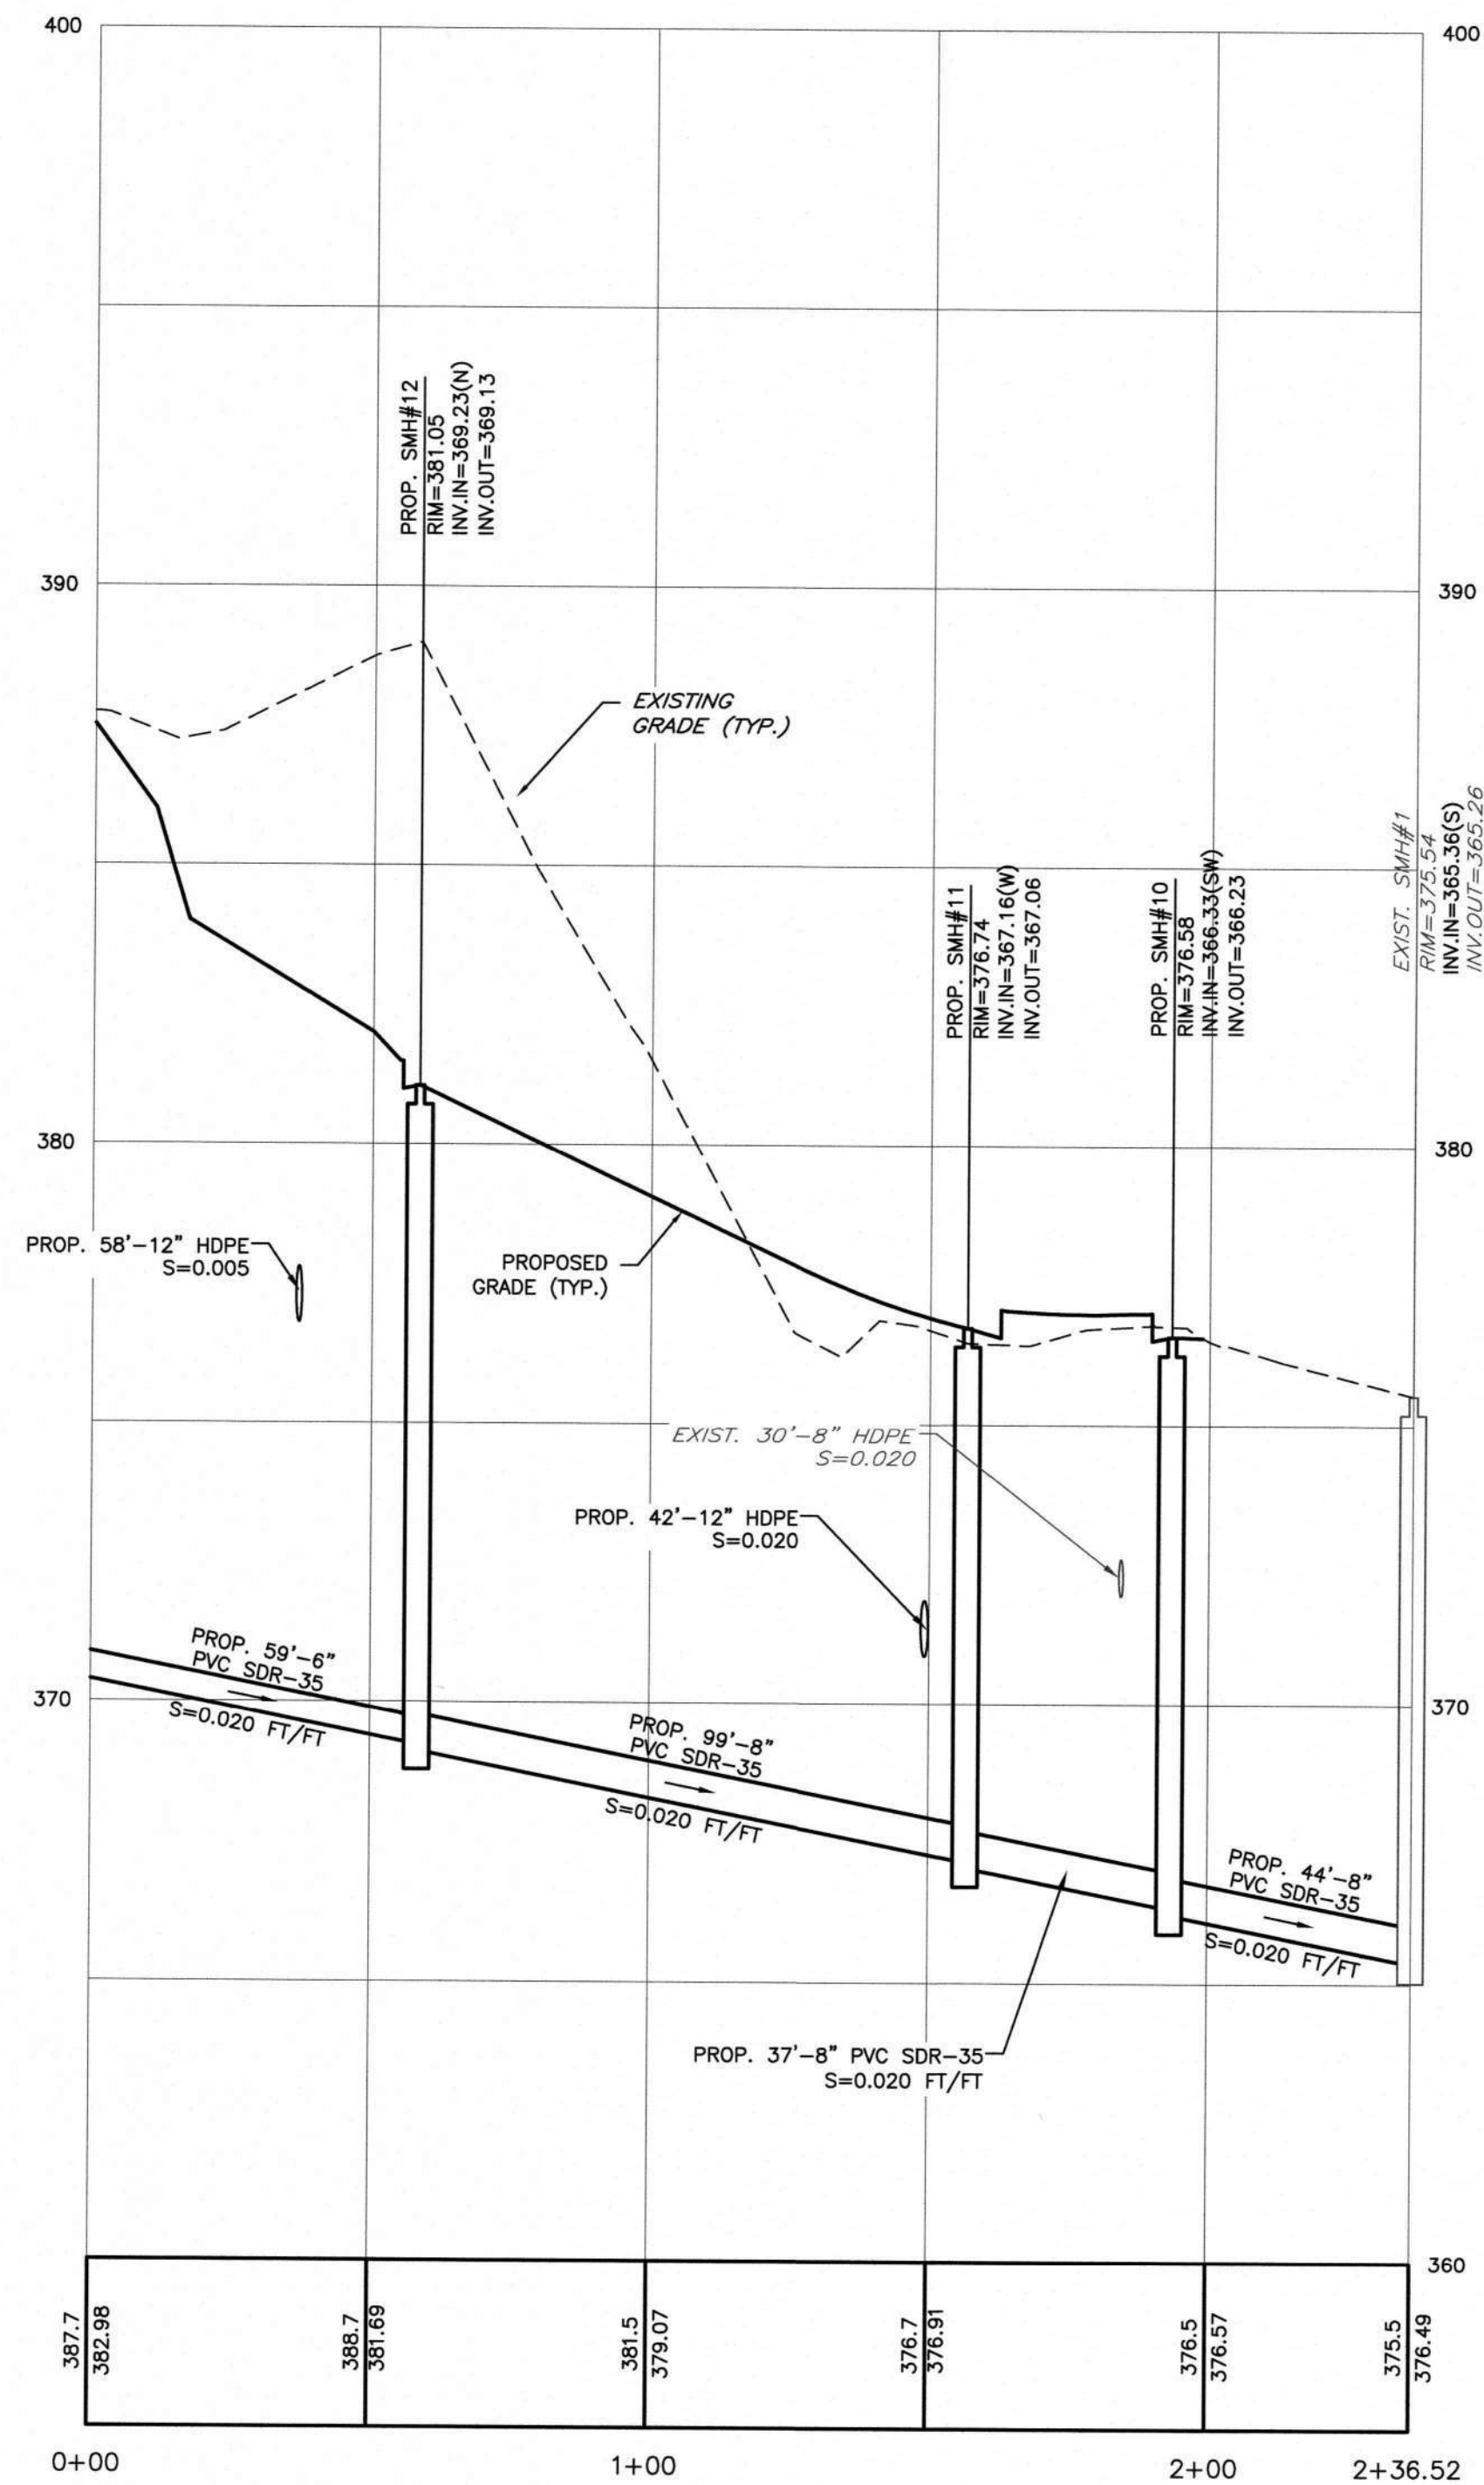 400
400
PROP. SMH#12
RIM=381.05
INV.IN=369.23(N)
INV.OUT=369.13
390
390
EXISTING
GRADE (TYP.)
EXIST. SMH#1
RIM=375.54
INV.IN=365.36(S)
INV.OUT=365.26
PROP. SMH#11
RIM=376.74
INV.IN=367.16(W)
INV.OUT=367.06
PROP. SMH#10
RIM=376.58
INV.IN=366.33(SW)
INV.OUT=366.23
380
380
PROP. 58'-12" HDPE
S=0.005
PROPOSED
GRADE (TYP.)
EXIST. 30'-8" HDPE
S=0.020
PROP. 42'-12" HDPE
S=0.020
PROP. 59'-6"
PVC SDR-35
370
S=0.020 FT/FT
370
PROP. 99'-8"
PVC SDR-35
S=0.020 FT/FT
PROP. 44'-8"
PVC SDR-35
S=0.020 FT/FT
PROP. 37'-8" PVC SDR-35
S=0.020 FT/FT
360
387.7
382.98
388.7
381.69
381.5
379.07
376.7
376.91
376.5
376.57
375.5
376.49
0+00
1+00
2+00
2+36.52